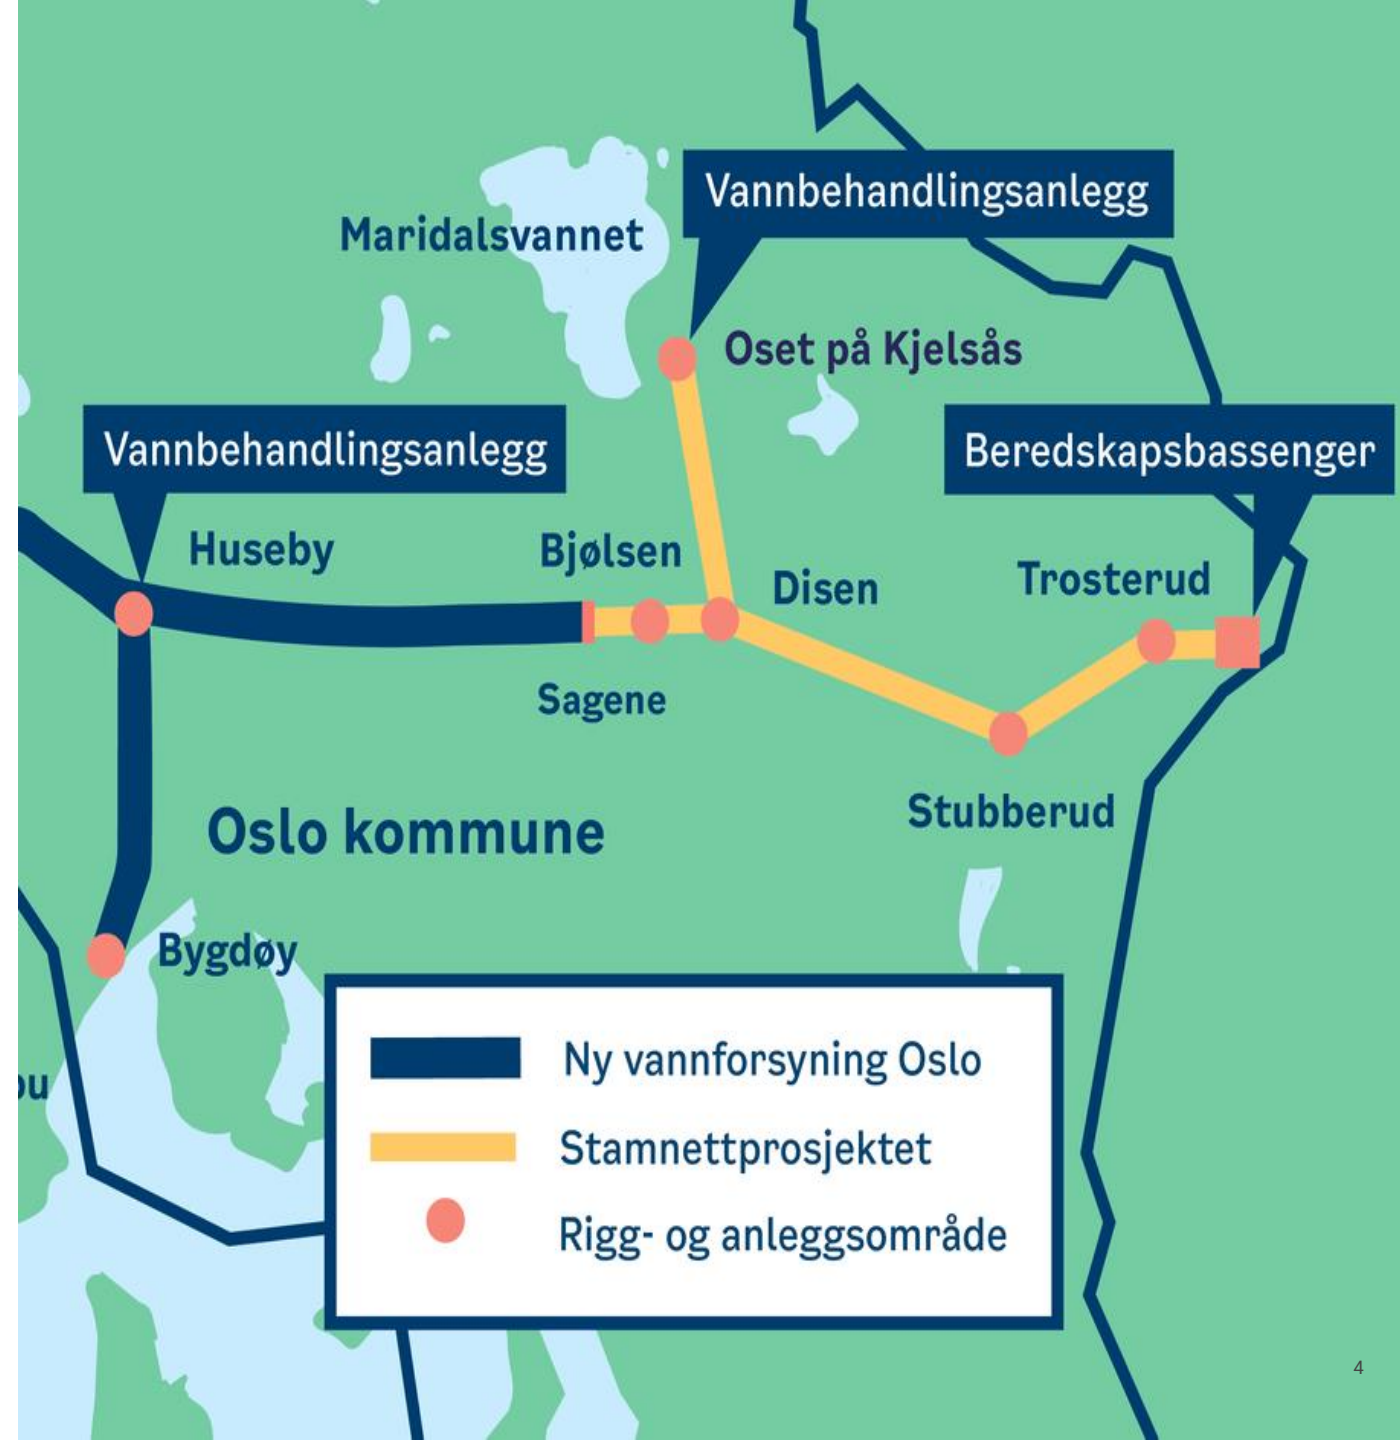 Vannbehandlingsanlegg
Maridalsvannet
Oset på Kjelsås
Vannbehandlingsanlegg
Beredskapsbassenger
Huseby
Bjølsen
Disen
Trosterud
Sagene
Stubberud
Oslo kommune
Bygdøy
ou
Ny vannforsyning Oslo
Stamnettprosjektet
Rigg- og anleggsområde
4